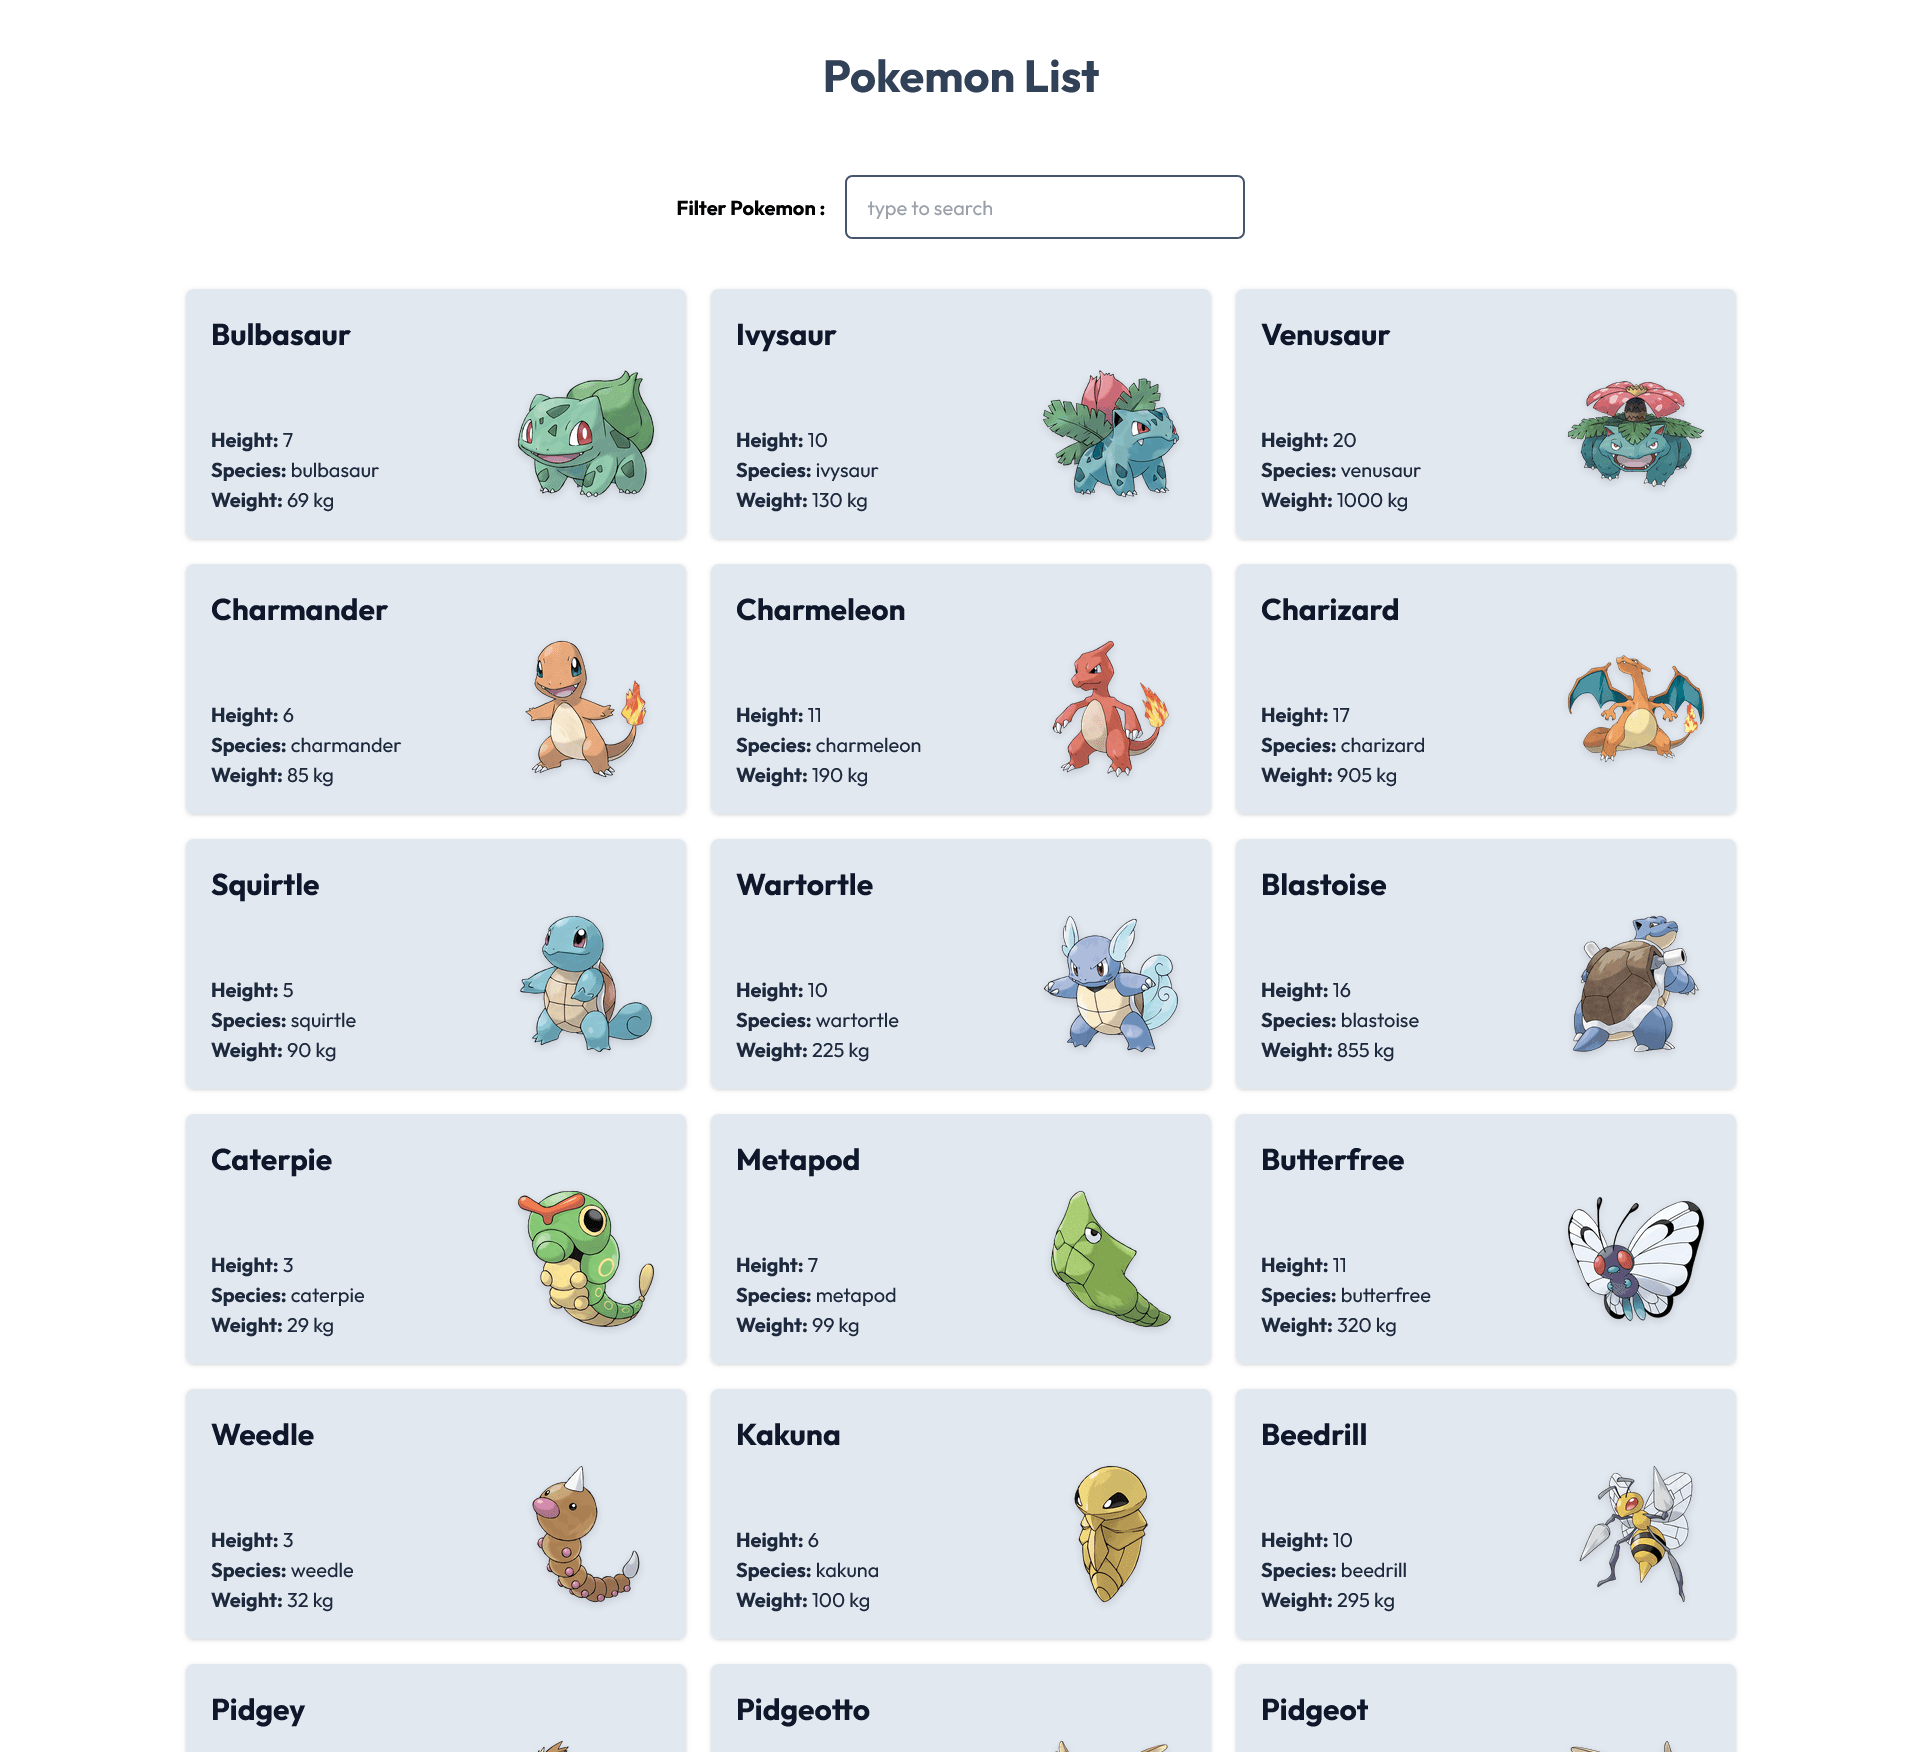 Pokemon List
Filter Pokemon :
type to search
Bulbasaur
Height: 7
Species: bulbasaur
Weight: 69 kg
Ivysaur
Height: 10
Species: ivysaur
Weight: 130 kg
Venusaur
Height: 20
Species: venusaur
Weight: 1000 kg
Charmander
Height: 6
Species: charmander
Weight: 85 kg
Charmeleon
Height: 11
Species: charmeleon
Weight: 190 kg
Charizard
Height: 17
Species: charizard
Weight: 905 kg
Squirtle
Height: 5
Species: squirtle
Weight: 90 kg
Wartortle
Height: 10
Species: wartortle
Weight: 225 kg
Blastoise
Height: 16
Species: blastoise
Weight: 855 kg
Caterpie
Height: 3
Species: caterpie
Weight: 29 kg
Metapod
Height: 7
Species: metapod
Weight: 99 kg
Butterfree
Height: 11
Species: butterfree
Weight: 320 kg
Weedle
Height: 3
Species: weedle
Weight: 32 kg
Kakuna
Height: 6
Species: kakuna
Weight: 100 kg
Beedrill
Height: 10
Species: beedrill
Weight: 295 kg
Pidgey
Pidgeotto
Pidgeot